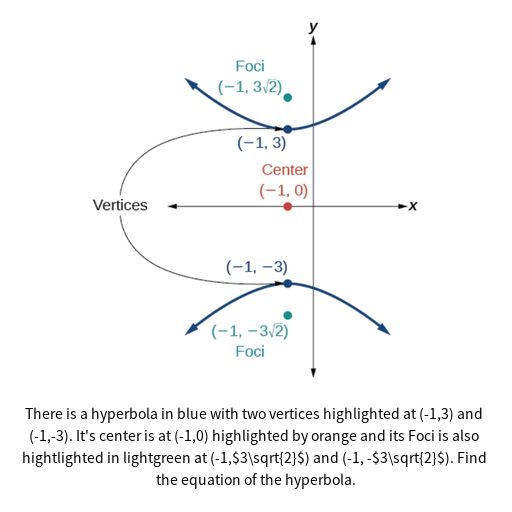 y
Foci
(−1, 3√2)
(−1, 3)
Center
(−1, 0)
Vertices
x
(−1, −3)
(−1, −3√2)
Foci
There is a hyperbola in blue with two vertices highlighted at (-1,3) and
(-1,-3). It's center is at (-1,0) highlighted by orange and its Foci is also
hightlighted in lightgreen at (-1,$3\sqrt{2}$) and (-1, -$3\sqrt{2}$). Find
the equation of the hyperbola.